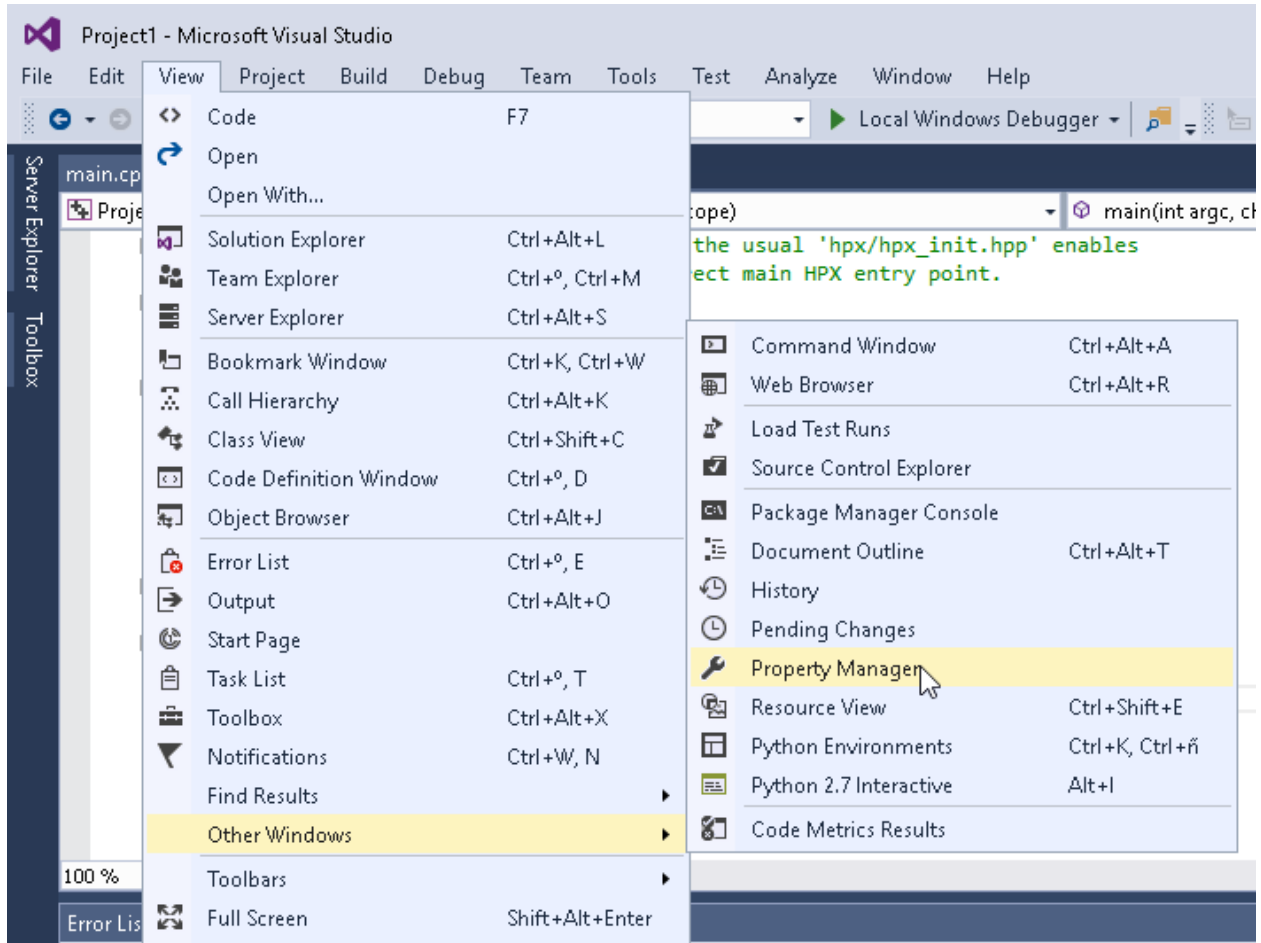 Project1 - Microsoft Visual Studio
File Edit View Project Build Debug Team Tools Test Analyze Window Help
Local Windows Debugger
Server Explorer
Toolbox
main.cp
Proje
cope)
main(int argc, ch
the usual 'hpx/hpx_init.hpp' enables
ect main HPX entry point.
Code F7
Open
Open With...
Solution Explorer Ctrl+Alt+L
Team Explorer Ctrl+º, Ctrl+M
Server Explorer Ctrl+Alt+S
Bookmark Window Ctrl+K, Ctrl+W
Call Hierarchy Ctrl+Alt+K
Class View Ctrl+Shift+C
Code Definition Window Ctrl+º, D
Object Browser Ctrl+Alt+J
Error List Ctrl+º, E
Output Ctrl+Alt+O
Start Page
Task List Ctrl+º, T
Toolbox Ctrl+Alt+X
Notifications Ctrl+W, N
Find Results
Other Windows
Toolbars
Full Screen Shift+Alt+Enter
Command Window Ctrl+Alt+A
Web Browser Ctrl+Alt+R
Load Test Runs
Source Control Explorer
Package Manager Console
Document Outline Ctrl+Alt+T
History
Pending Changes
Property Manager
Resource View Ctrl+Shift+E
Python Environments Ctrl+K, Ctrl+ñ
Python 2.7 Interactive Alt+I
Code Metrics Results
100 %
Error Lis